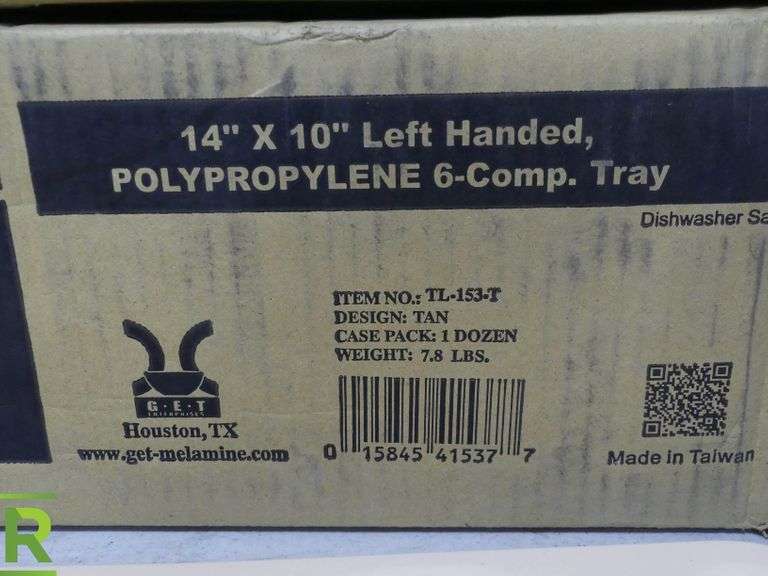 14" X 10" Left Handed,
POLYPROPYLENE 6-Comp. Tray
Dishwasher Sa
ITEM NO.: TL-153-T
DESIGN: TAN
CASE PACK: 1 DOZEN
WEIGHT: 7.8 LBS.
G·E·T
ENTERPRISES
Houston, TX
www.get-melamine.com
0 15845 41537 7
Made in Taiwan
R